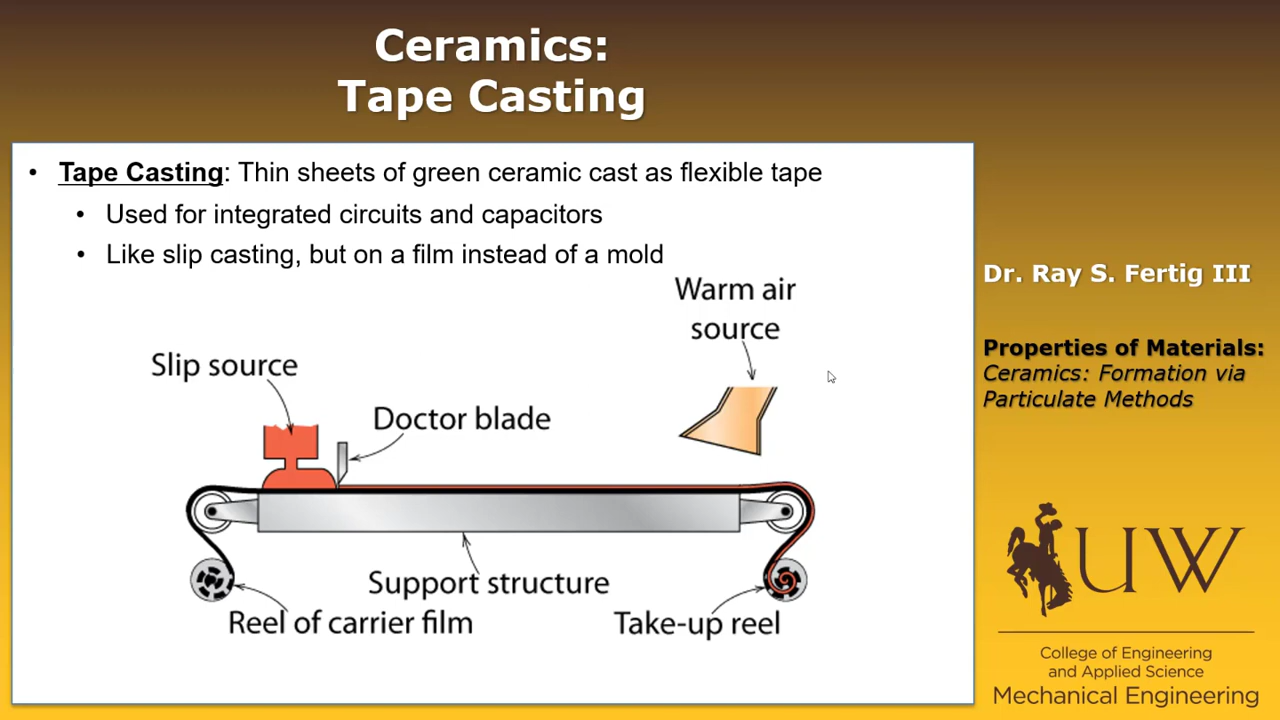 Ceramics:
Tape Casting
• Tape Casting: Thin sheets of green ceramic cast as flexible tape
• Used for integrated circuits and capacitors
• Like slip casting, but on a film instead of a mold
Warm air
source
Slip source
Doctor blade
Support structure
Reel of carrier film
Take-up reel
Dr. Ray S. Fertig III
Properties of Materials:
Ceramics: Formation via
Particulate Methods
UW
College of Engineering
and Applied Science
Mechanical Engineering